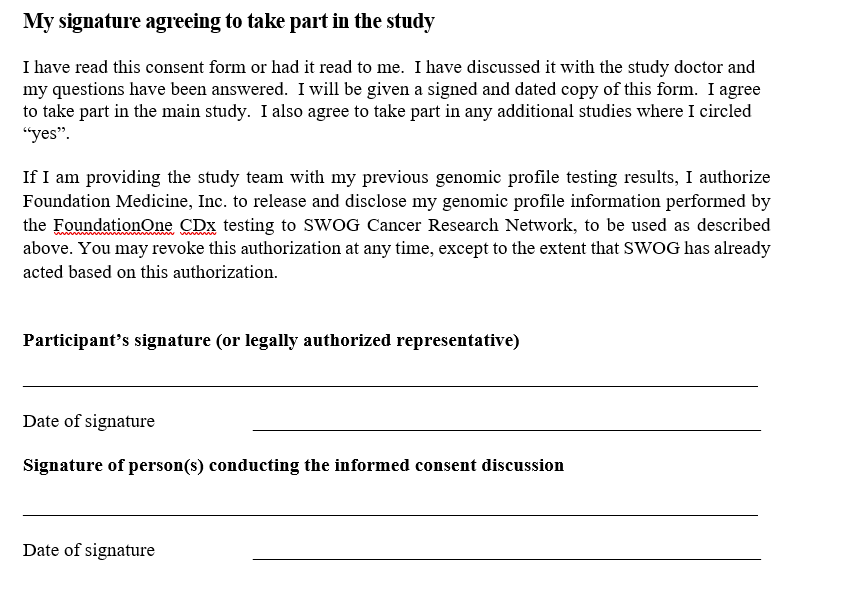 My signature agreeing to take part in the study
I have read this consent form or had it read to me.  I have discussed it with the study doctor and
my questions have been answered.  I will be given a signed and dated copy of this form.  I agree
to take part in the main study.  I also agree to take part in any additional studies where I circled
“yes”.
If I am providing the study team with my previous genomic profile testing results, I authorize
Foundation Medicine, Inc. to release and disclose my genomic profile information performed by
the FoundationOne CDx testing to SWOG Cancer Research Network, to be used as described
above. You may revoke this authorization at any time, except to the extent that SWOG has already
acted based on this authorization.
Participant’s signature (or legally authorized representative)
Date of signature
Signature of person(s) conducting the informed consent discussion
Date of signature